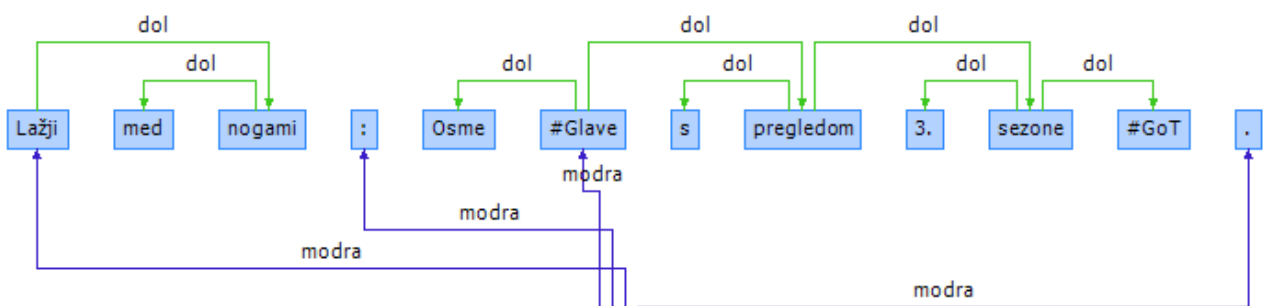 dol dol dol
dol dol dol dol dol
Lažji med nogami : Osme #Glave s pregledom 3. sezone #GoT .
modra
modra
modra
modra